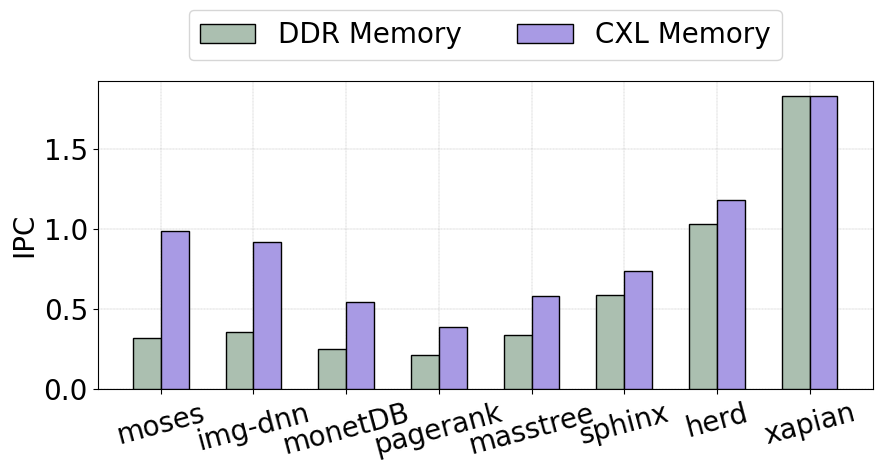 DDR Memory
CXL Memory
IPC
1.5
1.0
0.5
0.0
moses
img-dnn
monetDB
pagerank
masstree
sphinx
herd
xapian